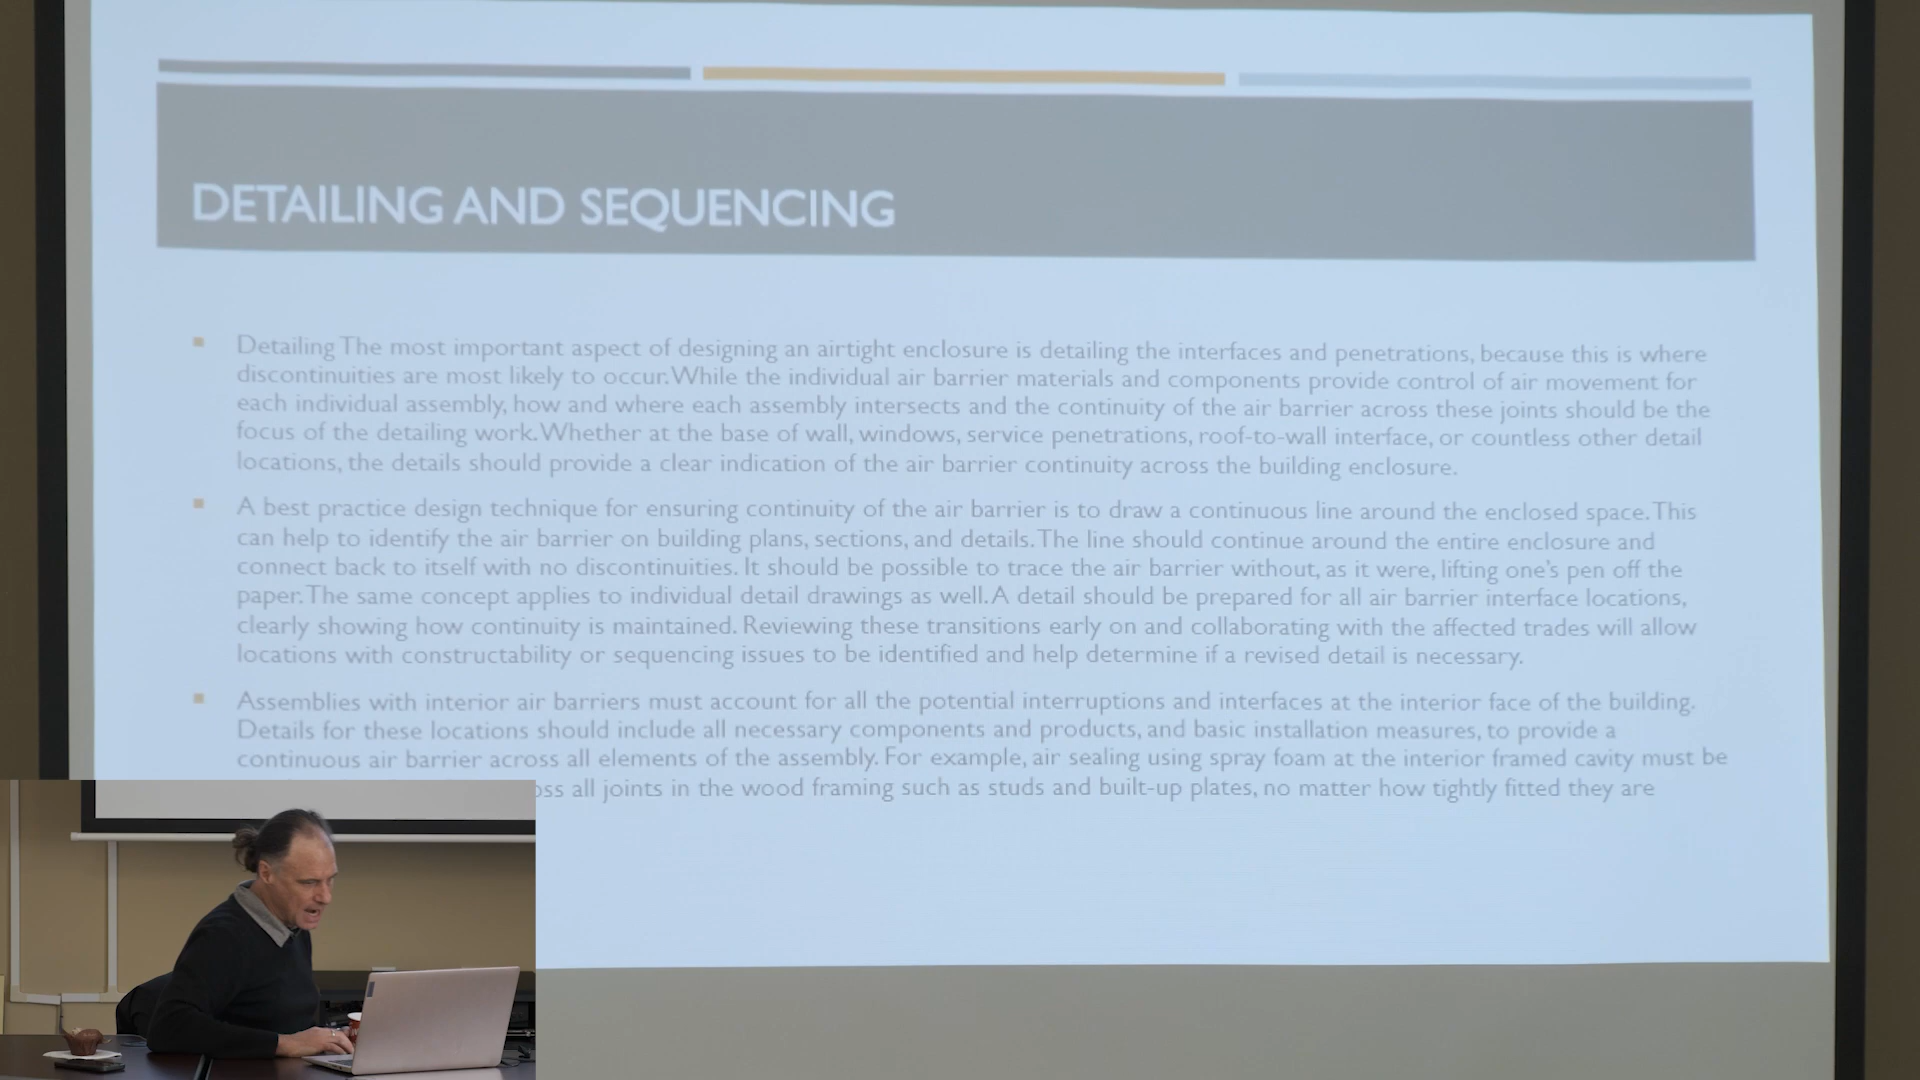 DETAILING AND SEQUENCING
Detailing The most important aspect of designing an airtight enclosure is detailing the interfaces and penetrations, because this is where
discontinuities are most likely to occur. While the individual air barrier materials and components provide control of air movement for
each individual assembly, how and where each assembly intersects and the continuity of the air barrier across these joints should be the
focus of the detailing work. Whether at the base of wall, windows, service penetrations, roof-to-wall interface, or countless other detail
locations, the details should provide a clear indication of the air barrier continuity across the building enclosure.
A best practice design technique for ensuring continuity of the air barrier is to draw a continuous line around the enclosed space. This
can help to identify the air barrier on building plans, sections, and details. The line should continue around the entire enclosure and
connect back to itself with no discontinuities. It should be possible to trace the air barrier without, as it were, lifting one's pen off the
paper. The same concept applies to individual detail drawings as well. A detail should be prepared for all air barrier interface locations,
clearly showing how continuity is maintained. Reviewing these transitions early on and collaborating with the affected trades will allow
locations with constructability or sequencing issues to be identified and help determine if a revised detail is necessary.
Assemblies with interior air barriers must account for all the potential interruptions and interfaces at the interior face of the building.
Details for these locations should include all necessary components and products, and basic installation measures, to provide a
continuous air barrier across all elements of the assembly. For example, air sealing using spray foam at the interior framed cavity must be
all joints in the wood framing such as studs and built-up plates, no matter how tightly fitted they are